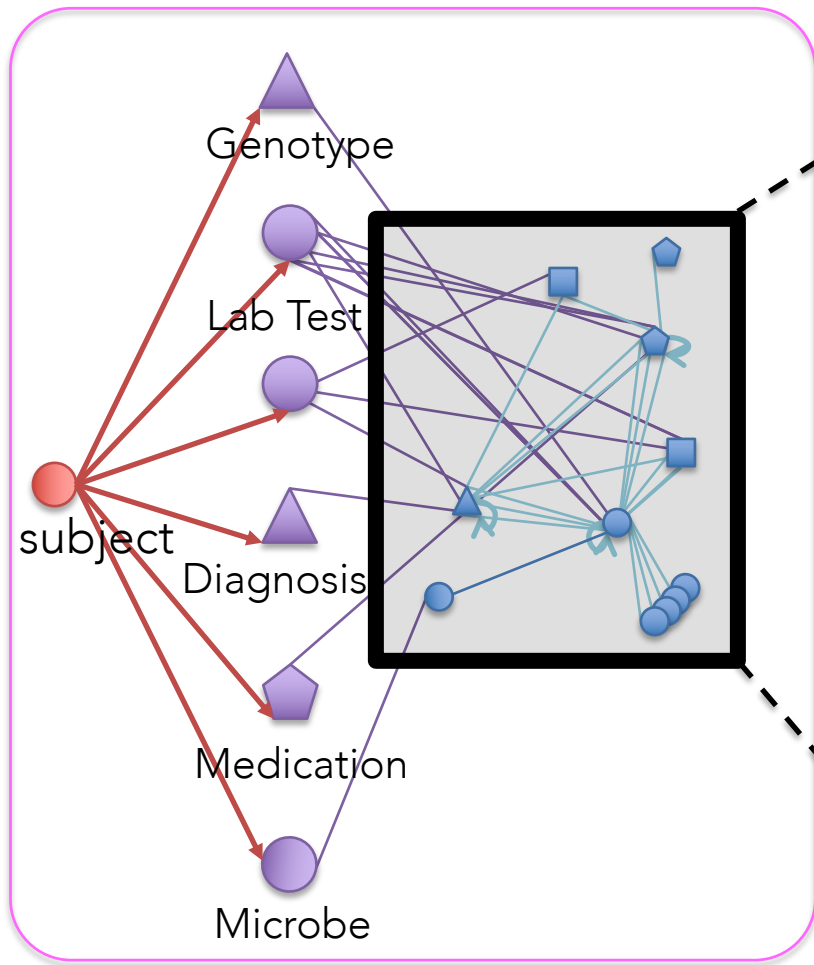 Genotype
Lab Test
subject
Diagnosis
Medication
Microbe